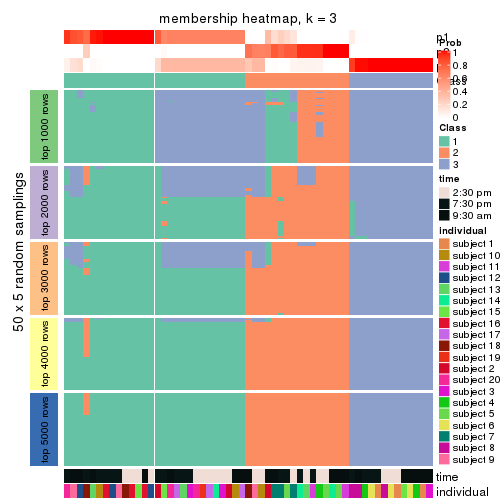 membership heatmap, k = 3
p1
p2
p3
Class
Prob
1
0.8
0.6
0.4
0.2
0
Class
1
2
3
time
2:30 pm
7:30 pm
9:30 am
individual
subject 1
subject 10
subject 11
subject 12
subject 13
subject 14
subject 15
subject 16
subject 17
subject 18
subject 19
subject 2
subject 20
subject 3
subject 4
subject 5
subject 6
subject 7
subject 8
subject 9
50 x 5 random samplings
top 1000 rows
top 2000 rows
top 3000 rows
top 4000 rows
top 5000 rows
time
individual